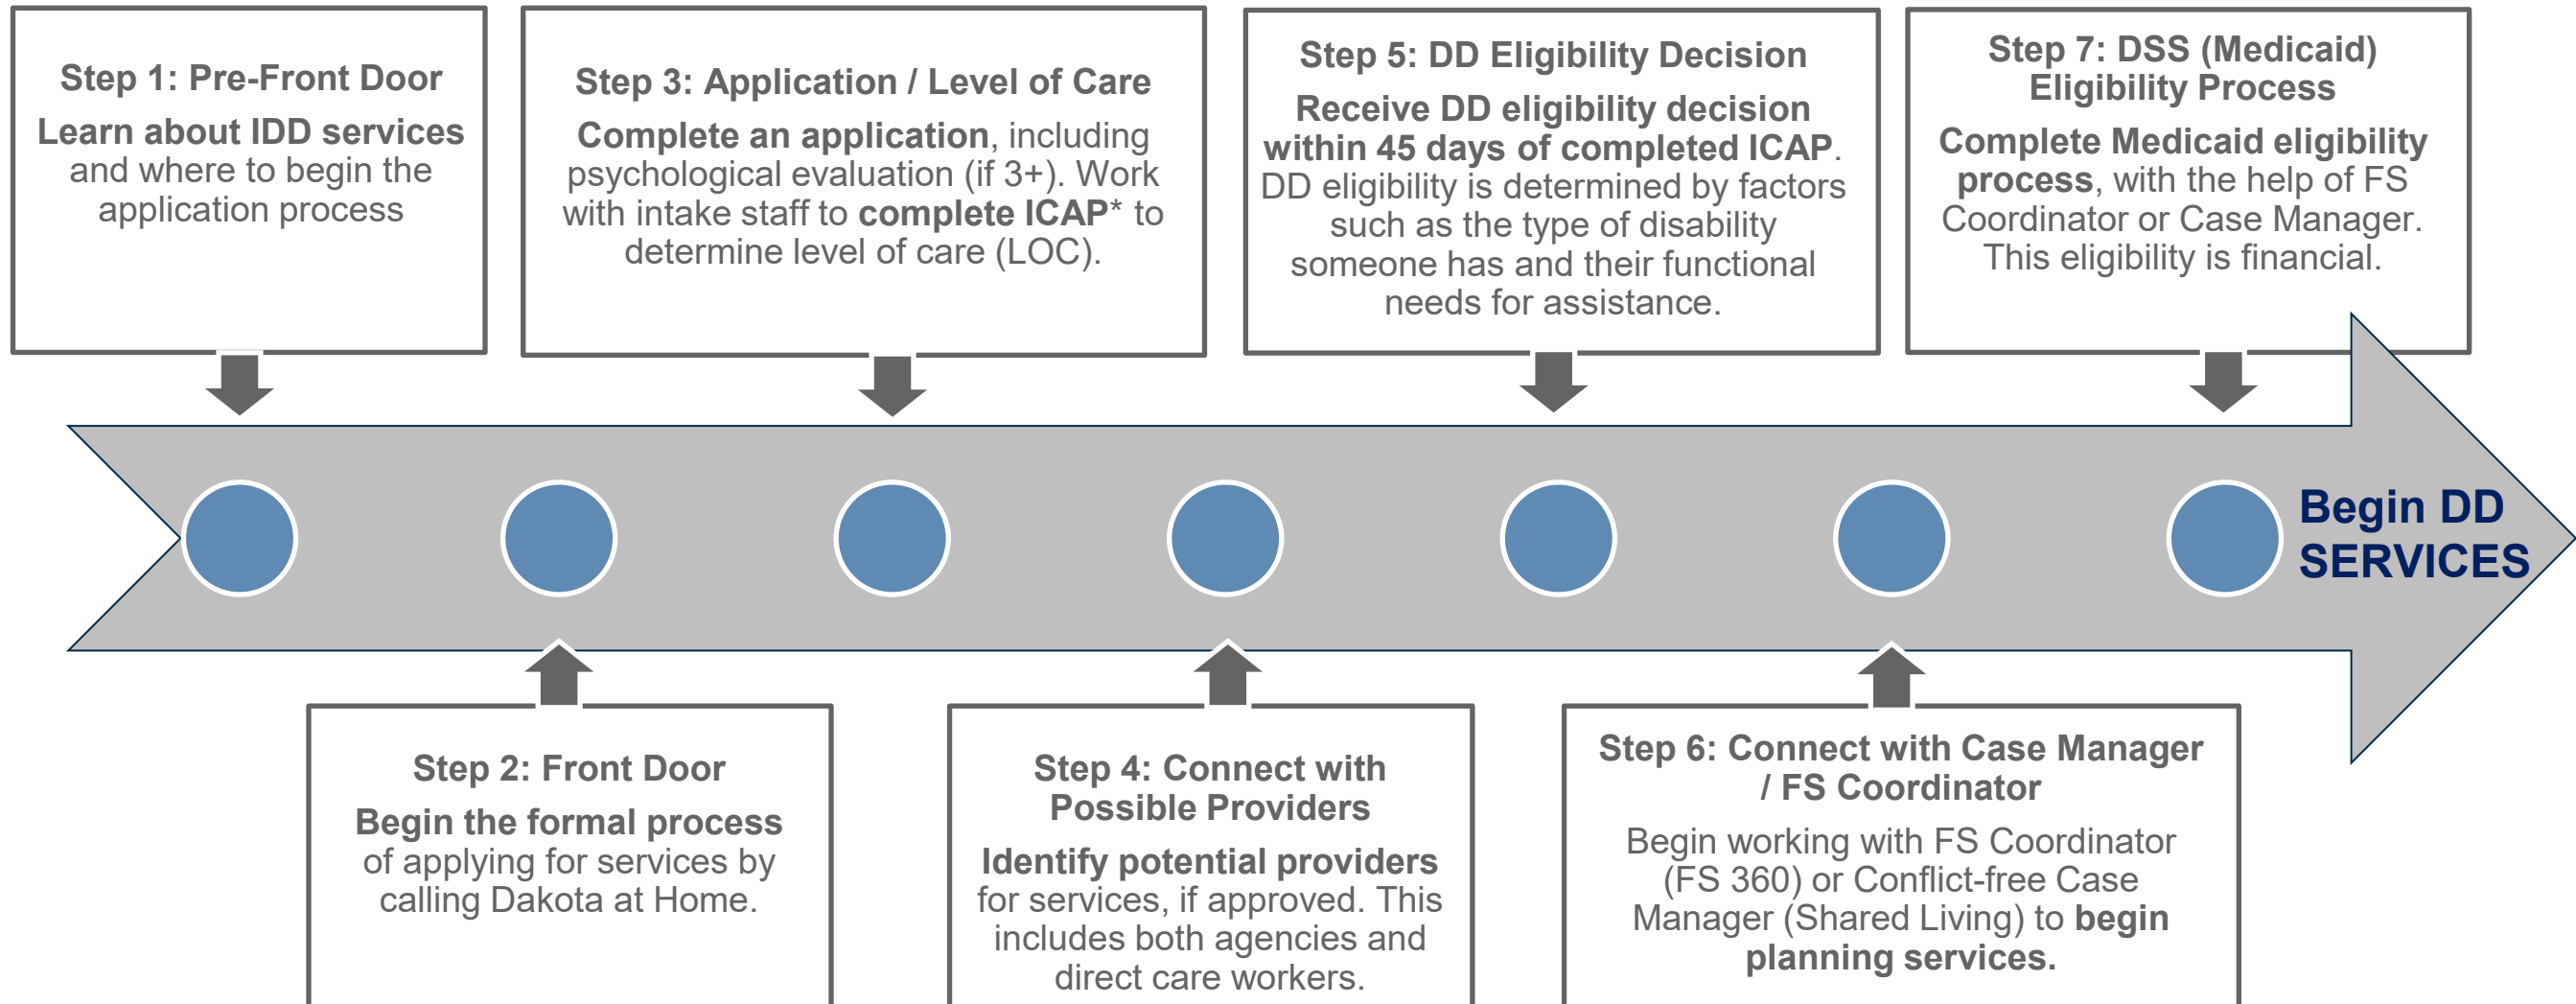 Step 1: Pre-Front Door
Learn about IDD services
and where to begin the
application process
Step 2: Front Door
Begin the formal process
of applying for services by
calling Dakota at Home.
Step 3: Application / Level of Care
Complete an application, including
psychological evaluation (if 3+). Work
with intake staff to complete ICAP* to
determine level of care (LOC).
Step 4: Connect with
Possible Providers
Identify potential providers
for services, if approved. This
includes both agencies and
direct care workers.
Step 5: DD Eligibility Decision
Receive DD eligibility decision
within 45 days of completed ICAP.
DD eligibility is determined by factors
such as the type of disability
someone has and their functional
needs for assistance.
Step 6: Connect with Case Manager
/ FS Coordinator
Begin working with FS Coordinator
(FS 360) or Conflict-free Case
Manager (Shared Living) to begin
planning services.
Step 7: DSS (Medicaid)
Eligibility Process
Complete Medicaid eligibility
process, with the help of FS
Coordinator or Case Manager.
This eligibility is financial.
Begin DD
SERVICES